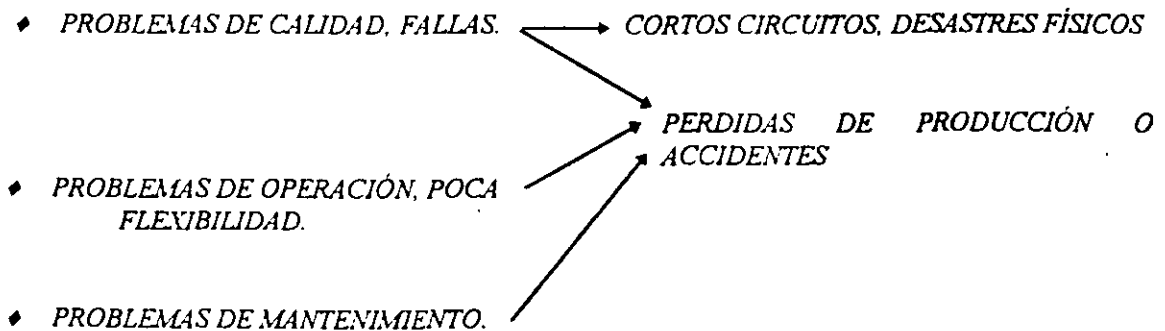 ♦ PROBLEMAS DE CALIDAD, FALLAS.
CORTOS CIRCUITOS, DESASTRES FÍSICOS
PERDIDAS DE PRODUCCIÓN O
ACCIDENTES
♦ PROBLEMAS DE OPERACIÓN, POCA
FLEXIBILIDAD.
♦ PROBLEMAS DE MANTENIMIENTO.